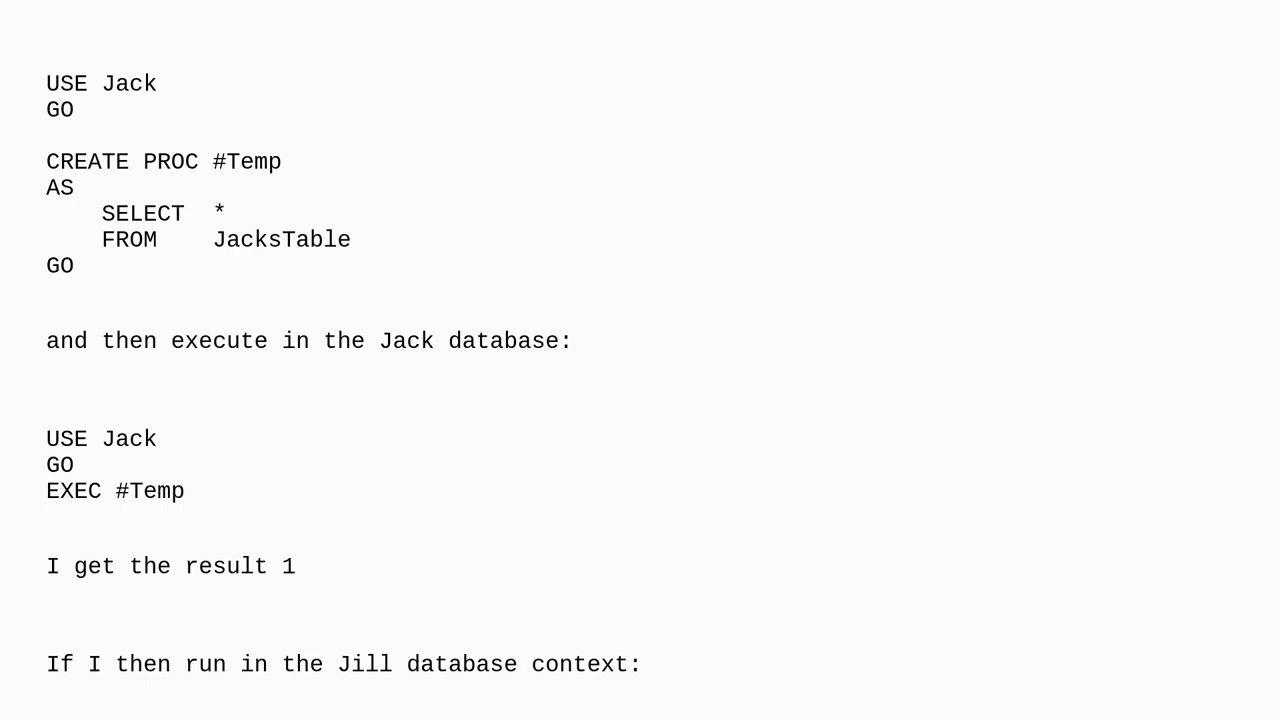 USE Jack
GO
CREATE PROC #Temp
AS
    SELECT  *
    FROM    JacksTable
GO
and then execute in the Jack database:
USE Jack
GO
EXEC #Temp
I get the result 1
If I then run in the Jill database context: